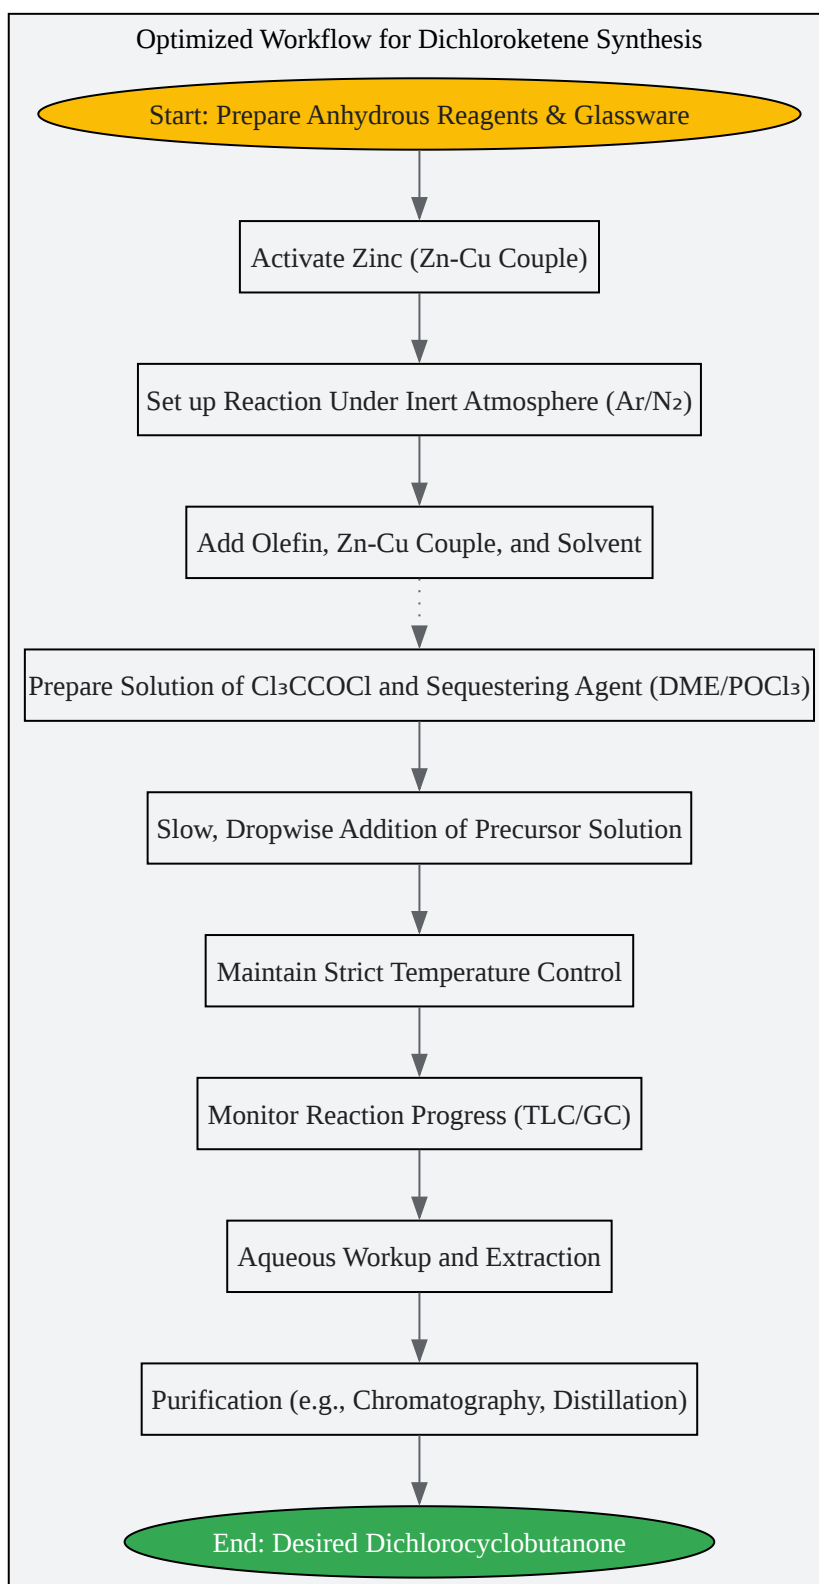 Optimized Workflow for Dichloroketene Synthesis
Start: Prepare Anhydrous Reagents & Glassware
Activate Zinc (Zn-Cu Couple)
Set up Reaction Under Inert Atmosphere (Ar/N₂)
Add Olefin, Zn-Cu Couple, and Solvent
Prepare Solution of Cl₃CCOCl and Sequestering Agent (DME/POCl₃)
Slow, Dropwise Addition of Precursor Solution
Maintain Strict Temperature Control
Monitor Reaction Progress (TLC/GC)
Aqueous Workup and Extraction
Purification (e.g., Chromatography, Distillation)
End: Desired Dichlorocyclobutanone